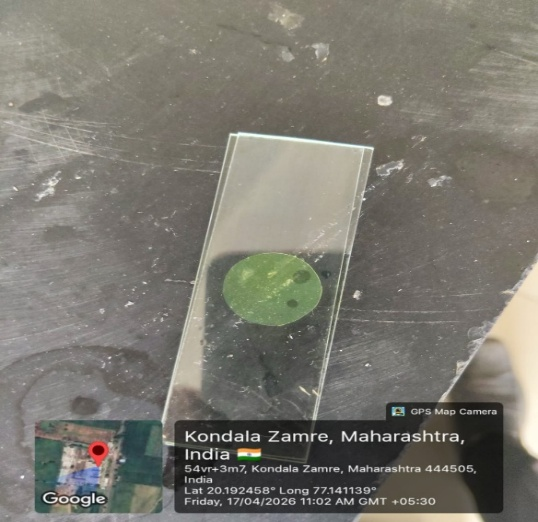 GPS Map Camera
Kondala Zamre, Maharashtra,
India 🇮🇳
54vr+3m7, Kondala Zamre, Maharashtra 444505,
India
Lat 20.192458° Long 77.141139°
Friday, 17/04/2026 11:02 AM GMT +05:30
Google